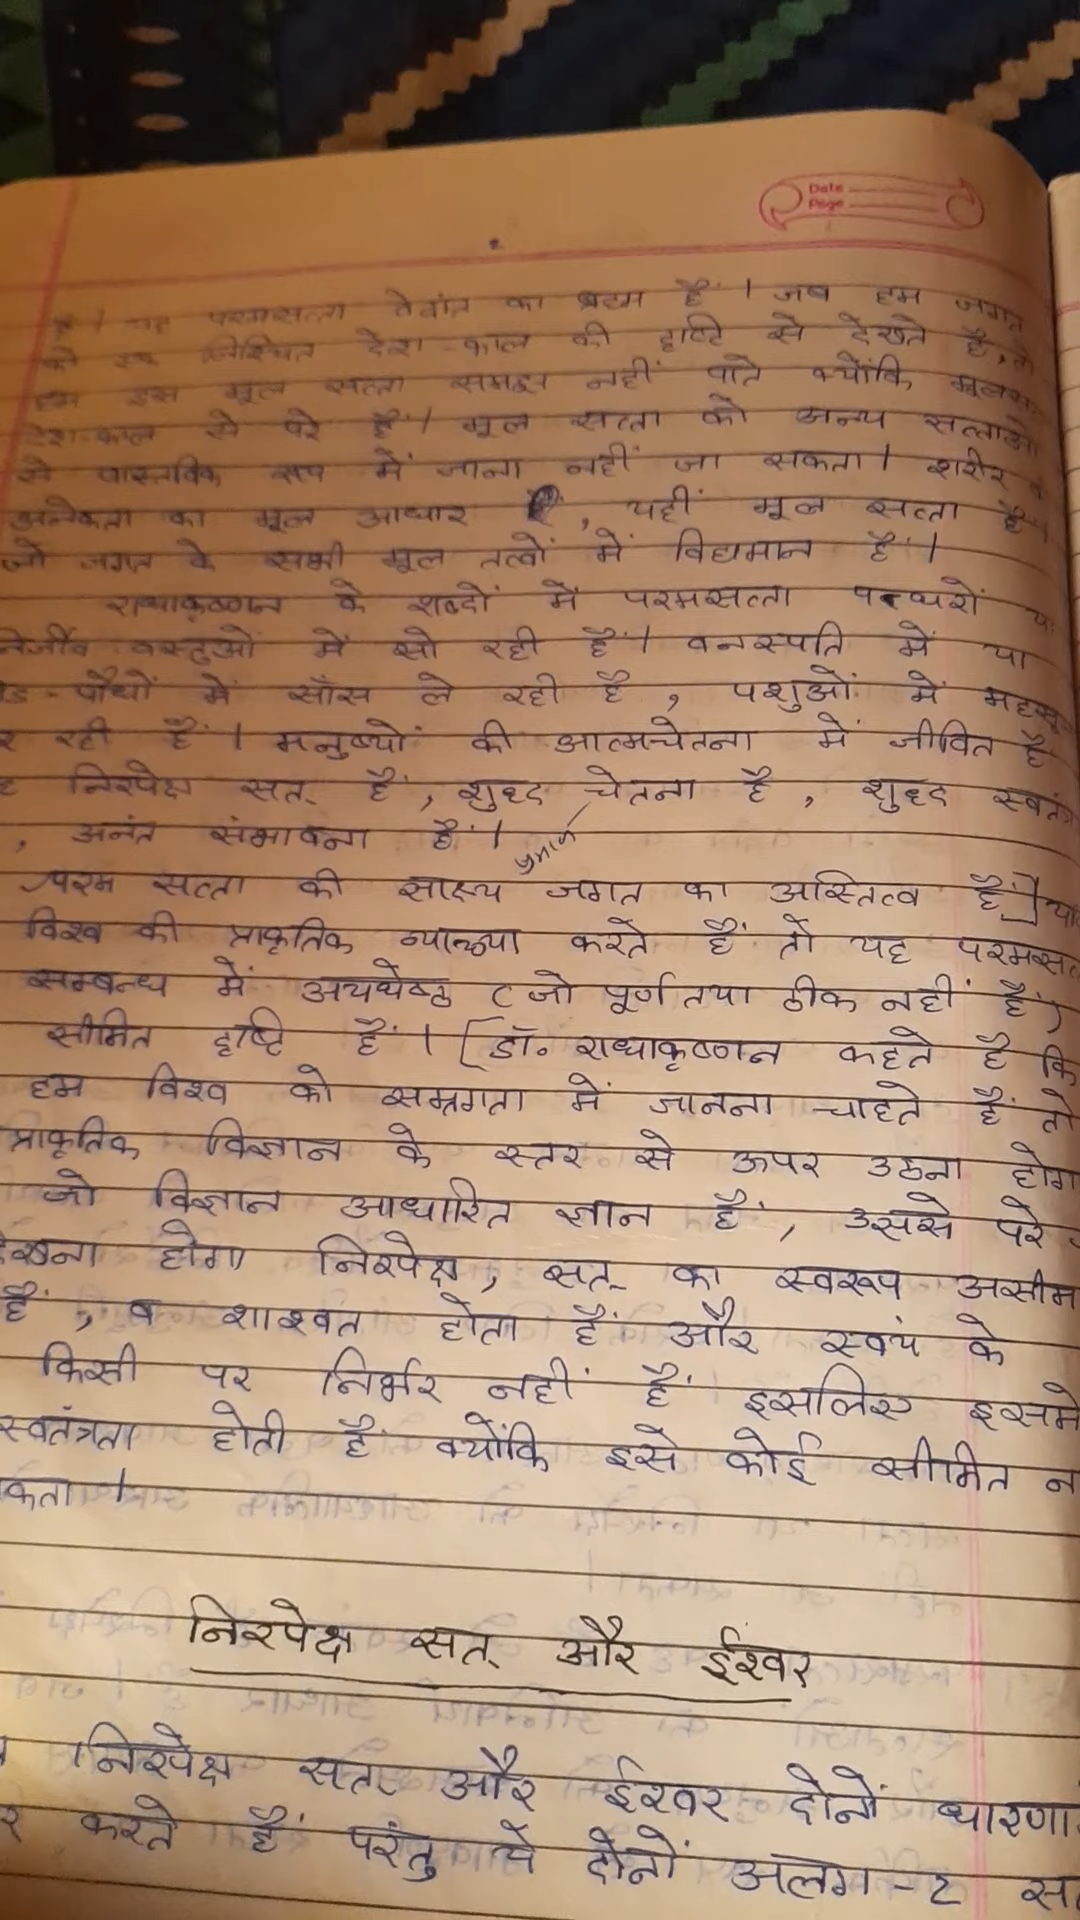 Date
Page
है। यह परमसत्ता वेदांत का ब्रह्म है। जब हम जगत
को एक निश्चित देश-काल की दृष्टि से देखते है, तो
हम इस मूल सत्ता समझ नहीं पाते क्योंकि
देश-काल से परे है। मूल सत्ता को अन्य सत्ताओ
से वास्तविक रूप में जाना नहीं जा सकता। शरीर
अनेकता का मूल आधार , यहीं मूल सत्ता है
जो जगत के सभी मूल तत्वों में विद्यमान हैं।
राधाकृष्णन के शब्दों में परमसत्ता पत्थरों या
वस्तुओं में सो रही हैं। वनस्पति में या
पौधों में साँस ले रही है, पशुओं में
रही हैं। मनुष्यों की आत्मचेतना में जीवित है
निरपेक्ष सत् हैं, शुद्ध चेतना है, शुद्ध
, अनंत संभावना हैं।
प्रमाण
परम सत्ता की साक्ष्य जगत का अस्तित्व हैं]
विश्व की प्राकृतिक व्याख्या करते हैं तो यह
सम्बन्ध में अयथेष्ठ (जो पूर्णतया ठीक नहीं हैं)
सीमित दृष्टि हैं। [डॉ. राधाकृष्णन कहते है कि
हम विश्व को समग्रता में जानना चाहते हैं तो
प्राकृतिक विज्ञान के स्तर से ऊपर उठना
जो विज्ञान आधारित ज्ञान हैं, उससे परे
होगा निरपेक्ष, सत् का स्वरूप असीम
हैं, व शाश्वत होता हैं और स्वयं के
किसी पर निर्भर नहीं हैं इसलिए इसमे
स्वतंत्रता होती हैं क्योंकि इसे कोई सीमित न
कता।
निरपेक्ष सत् और ईश्वर
निरपेक्ष सत् और ईश्वर दोनों
करते हैं परंतु ये दोनों अलग-२